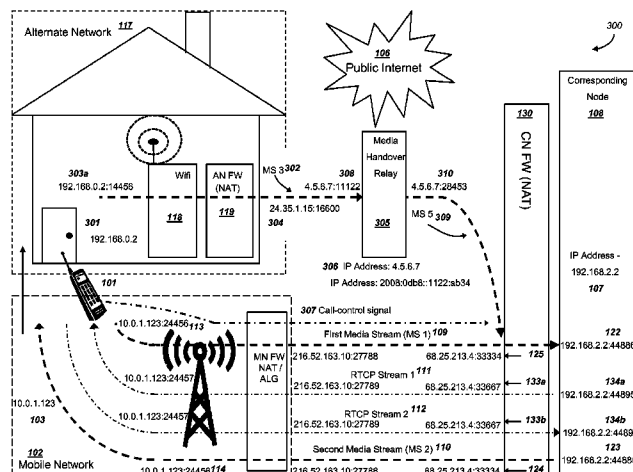 Alternate Network 117
300
106
Public Internet
Corresponding
Node
108
130
CN FW (NAT)
Media
Handover
Relay
303a
192.168.0.2:14456
Wifi
AN FW
(NAT)
MS 3 302
308
4.5.6.7:11122
310
4.5.6.7:28453
118
119
24.35.1.15:16600
304
305
MS 5 309
301
192.168.0.2
306 IP Address: 4.5.6.7
IP Address: 2008:0db8::1122:ab34
IP Address -
192.168.2.2
107
101
307 Call-control signal
10.0.1.123:24456 113
First Media Stream (MS 1) 109
122
192.168.2.2:44886
MN FW
NAT /
ALG
216.52.163.10:27788
68.25.213.4:33334
125
10.0.1.123:24457
RTCP Stream 1 111
216.52.163.10:27789
68.25.213.4:33667
133a
134a
192.168.2.2:44895
10.0.1.123
103
10.0.1.123:24457
RTCP Stream 2 112
216.52.163.10:27789
68.25.213.4:33667
133b
134b
102
Mobile Network
Second Media Stream (MS 2) 110
123
10.0.1.123:24456 114
216.52.163.10:27788
68.25.213.4:33334
124